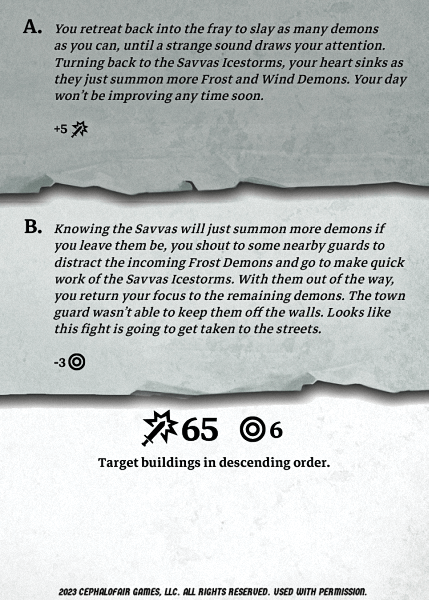 A. You retreat back into the fray to slay as many demons
as you can, until a strange sound draws your attention.
Turning back to the Savvas Icestorms, your heart sinks as
they just summon more Frost and Wind Demons. Your day
won't be improving any time soon.
+5
B. Knowing the Savvas will just summon more demons if
you leave them be, you shout to some nearby guards to
distract the incoming Frost Demons and go to make quick
work of the Savvas Icestorms. With them out of the way,
you return your focus to the remaining demons. The town
guard wasn't able to keep them off the walls. Looks like
this fight is going to get taken to the streets.
-3
65 6
Target buildings in descending order.
2023 CEPHALOFAIR GAMES, LLC. ALL RIGHTS RESERVED. USED WITH PERMISSION.